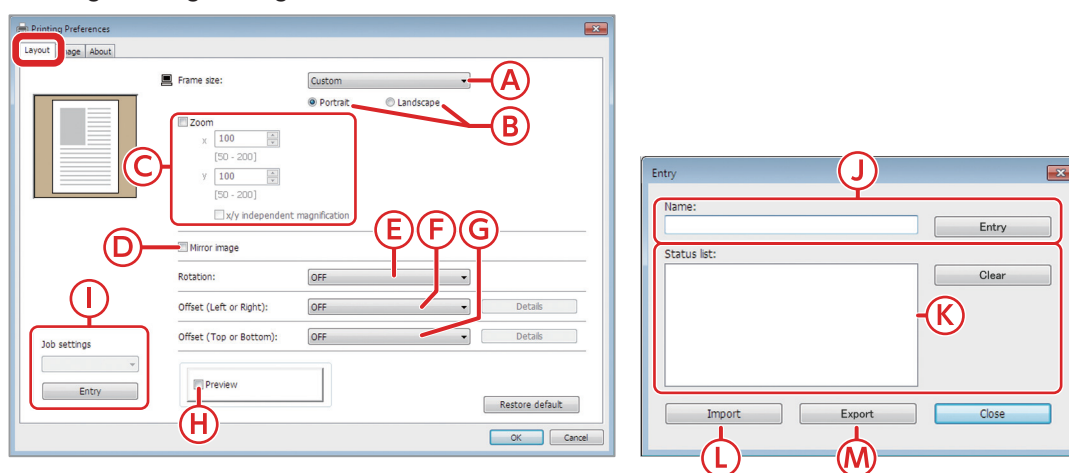 Printing Preferences
Layout Image About
Frame size: Custom A
Portrait Landscape
B
Zoom
x 100
[50 - 200]
C
y 100
[50 - 200]
x/y independent magnification
D Mirror image
E F G
Rotation: OFF
I
Offset (Left or Right): OFF Details
Offset (Top or Bottom): OFF Details
Job settings
Entry
Preview
H
Restore default
OK Cancel
Entry
J
Name:
Entry
Status list:
Clear
K
Import Export Close
L M